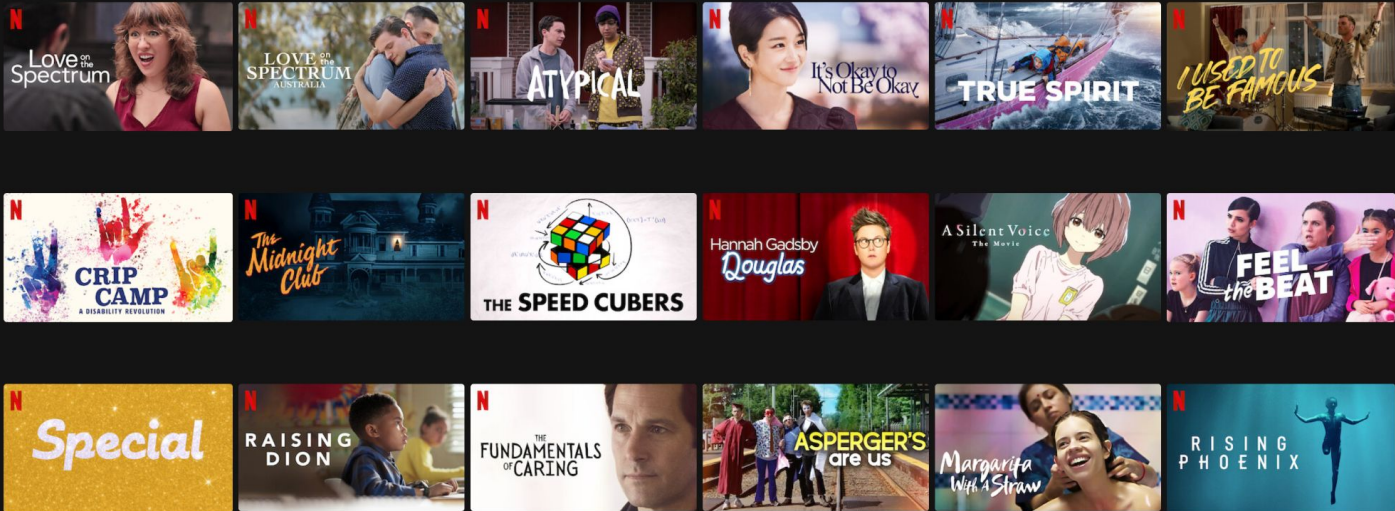 Love on the
Spectrum
LOVE on the
SPECTRUM
AUSTRALIA
ATYPICAL
It's Okay to
Not Be Okay
TRUE SPIRIT
I USED TO
BE FAMOUS
CRIP
CAMP
A DISABILITY REVOLUTION
The
Midnight
Club
THE SPEED CUBERS
Hannah Gadsby
Douglas
A Silent Voice
The Movie
FEEL
the BEAT
Special
RAISING
DION
THE
FUNDAMENTALS
OF CARING
ASPERGER'S
are us
Margarita
With A Straw
RISING
PHOENIX